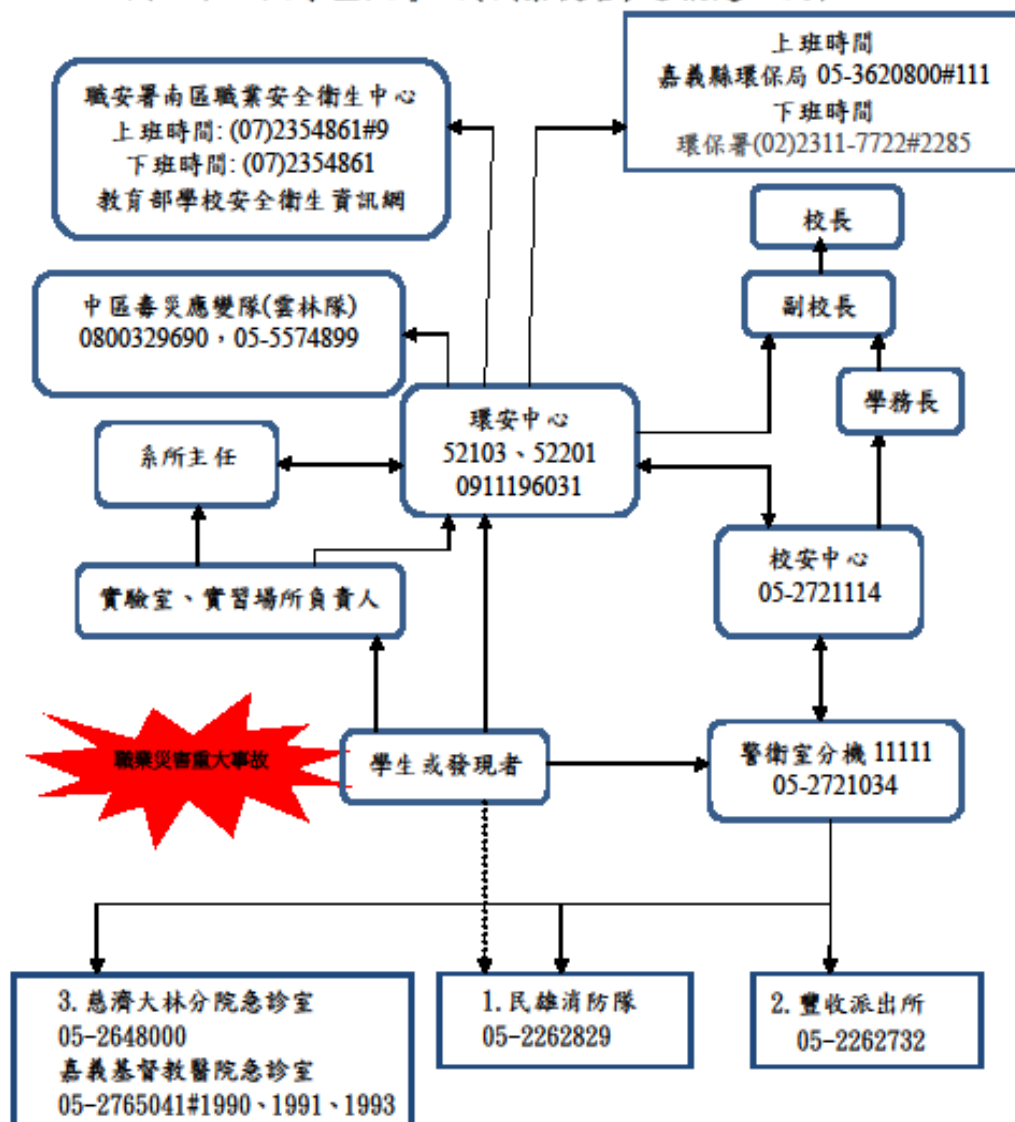 上班時間
嘉義縣環保局 05-3620800#111
下班時間
環保署(02)2311-7722#2285
職安署南區職業安全衛生中心
上班時間: (07)2354861#9
下班時間: (07)2354861
教育部學校安全衛生資訊網
校長
副校長
中區毒災應變隊(雲林隊)
0800329690，05-5574899
學務長
環安中心
52103、52201
0911196031
系所主任
校安中心
05-2721114
實驗室、實習場所負責人
職業災害重大事故
學生或發現者
警衛室分機 11111
05-2721034
3. 慈濟大林分院急診室
05-2648000
嘉義基督教醫院急診室
05-2765041#1990、1991、1993
1. 民雄消防隊
05-2262829
2. 豐收派出所
05-2262732